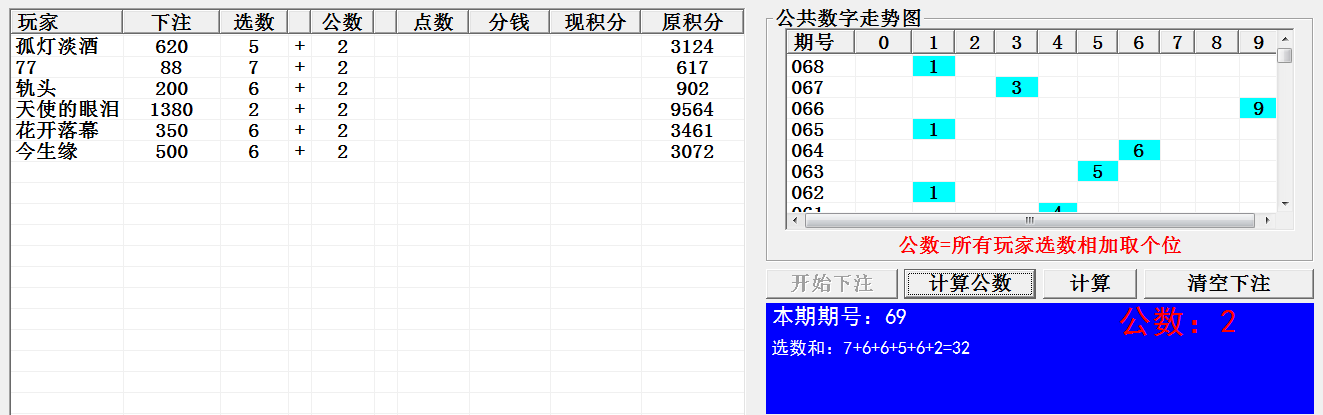 玩家 下注 选数 公数 点数 分钱 现积分 原积分
孤灯淡酒 620 5 + 2 3124
77 88 7 + 2 617
轨头 200 6 + 2 902
天使的眼泪 1380 2 + 2 9564
花开落幕 350 6 + 2 3461
今生缘 500 6 + 2 3072
公共数字走势图
期号 0 1 2 3 4 5 6 7 8 9
068 1
067 3
066 9
065 1
064 6
063 5
062 1
061 4
公数=所有玩家选数相加取个位
开始下注 计算公数 计算 清空下注
本期期号：69 公数：2
选数和：7+6+6+5+6+2=32